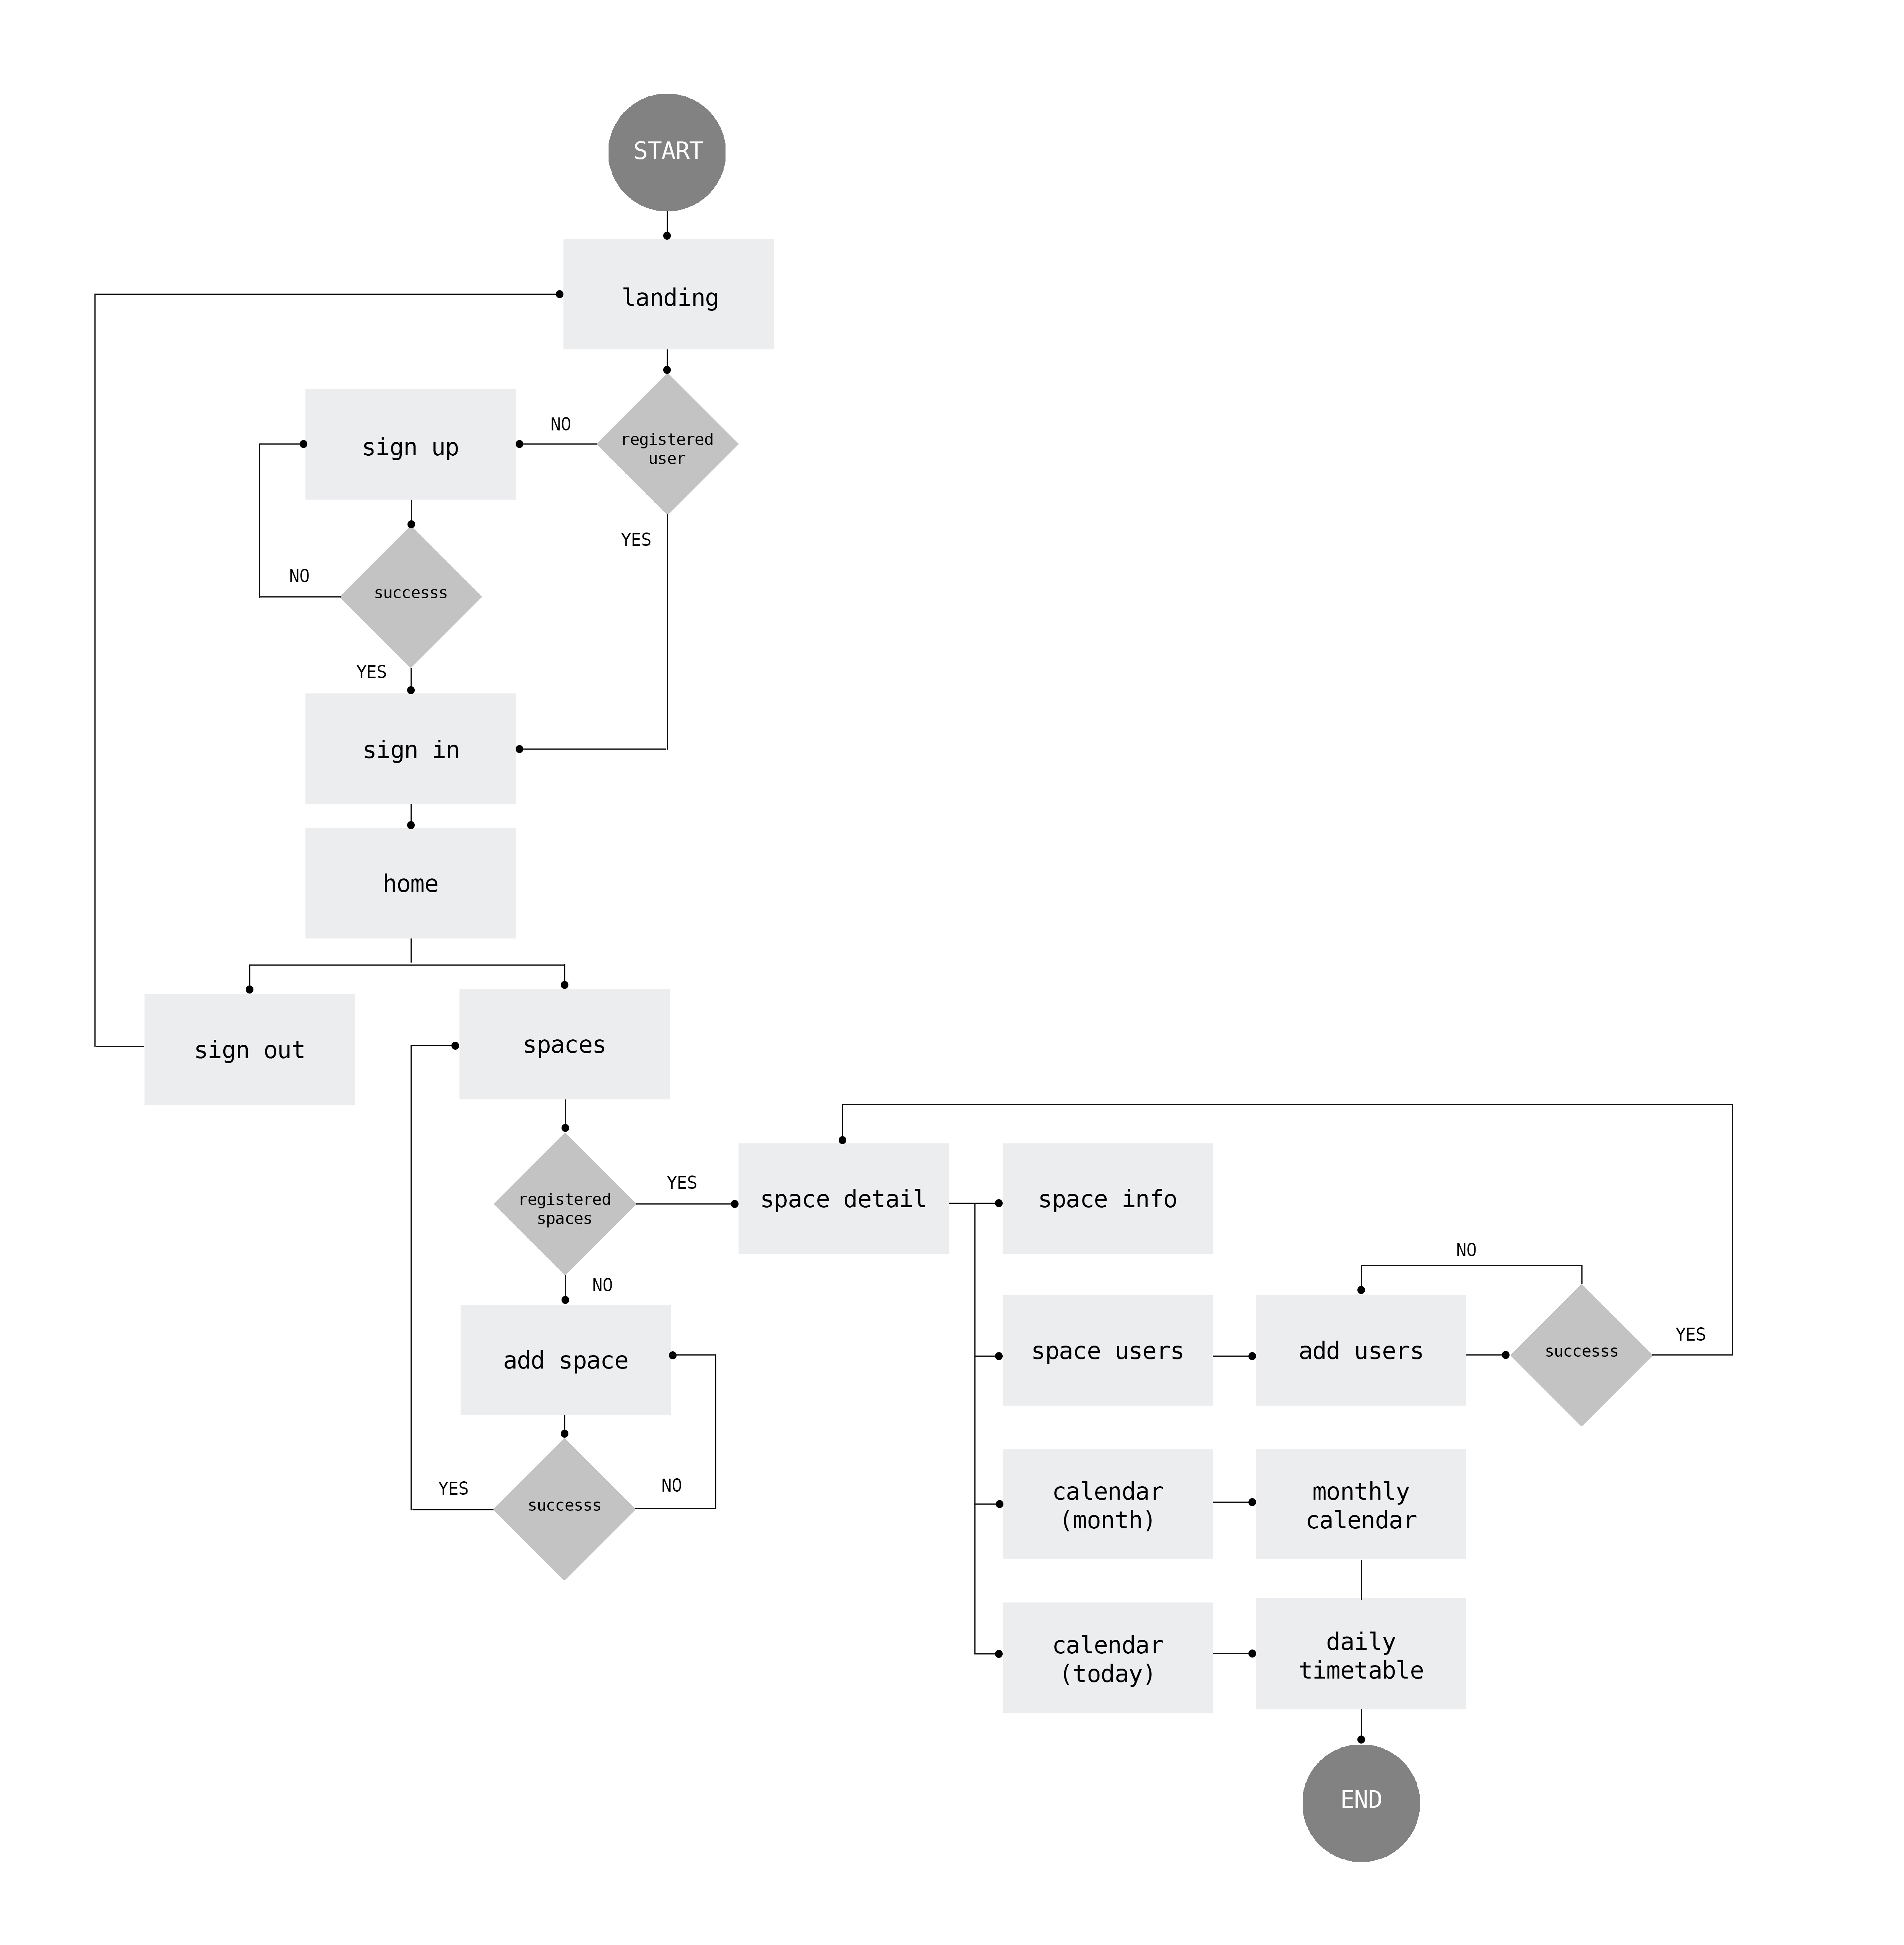 START
landing
NO
sign up
registered
user
YES
NO
successs
YES
sign in
home
sign out
spaces
YES
registered
spaces
space detail
space info
NO
NO
add space
space users
add users
successs
YES
YES
NO
successs
calendar
(month)
monthly
calendar
calendar
(today)
daily
timetable
END